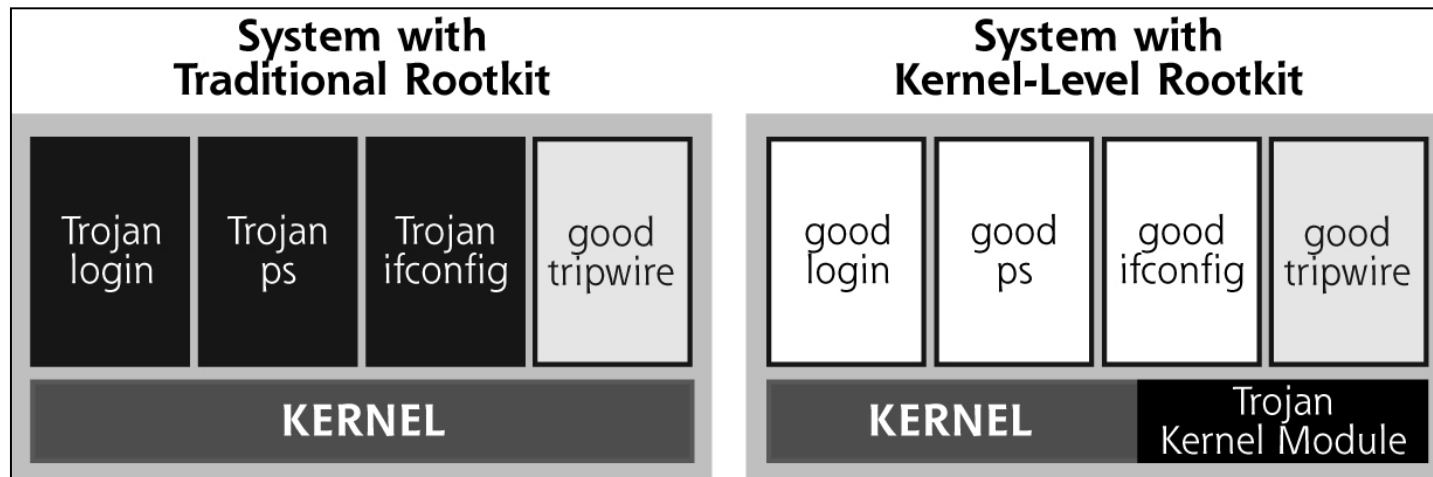 System with
Traditional Rootkit
Trojan
login
Trojan
ps
Trojan
ifconfig
good
tripwire
KERNEL
System with
Kernel-Level Rootkit
good
login
good
ps
good
ifconfig
good
tripwire
KERNEL
Trojan
Kernel Module